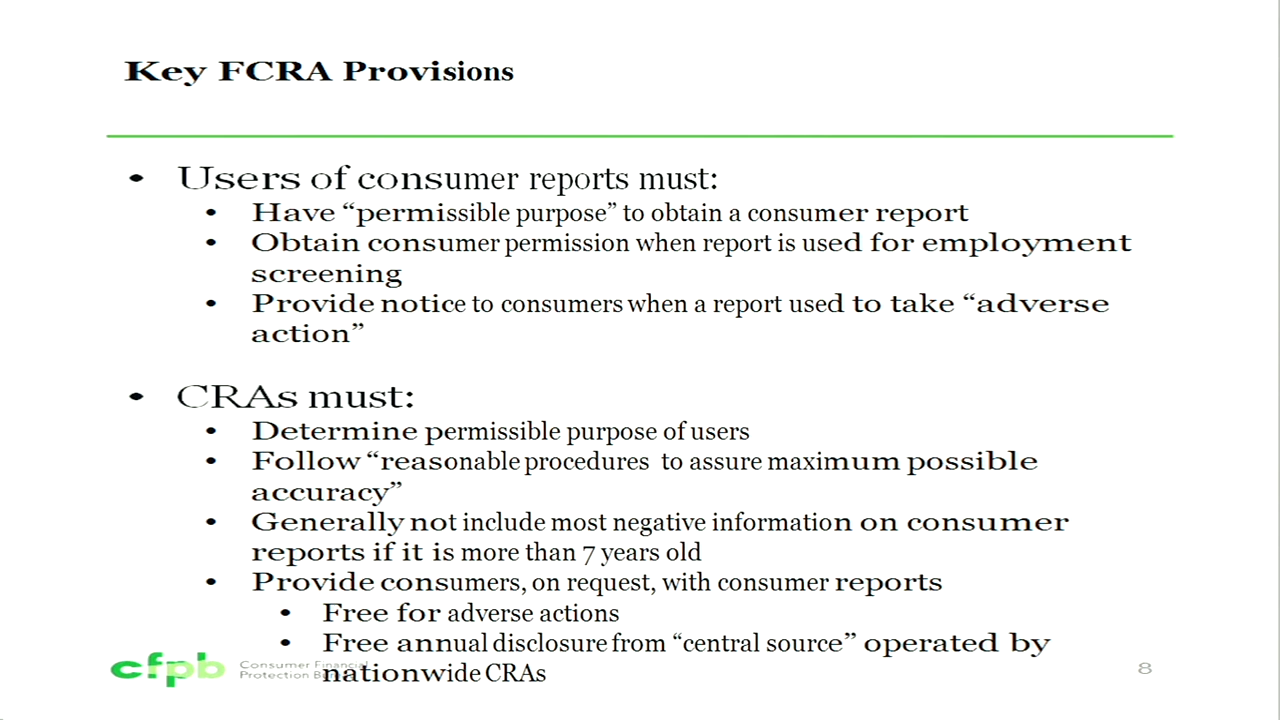 Key FCRA Provisions
• Users of consumer reports must:
• Have “permissible purpose” to obtain a consumer report
• Obtain consumer permission when report is used for employment
screening
• Provide notice to consumers when a report used to take “adverse
action”
• CRAs must:
• Determine permissible purpose of users
• Follow “reasonable procedures to assure maximum possible
accuracy”
• Generally not include most negative information on consumer
reports if it is more than 7 years old
• Provide consumers, on request, with consumer reports
• Free for adverse actions
• Free annual disclosure from “central source” operated by
nationwide CRAs
cfpb
Consumer Financial
Protection
8